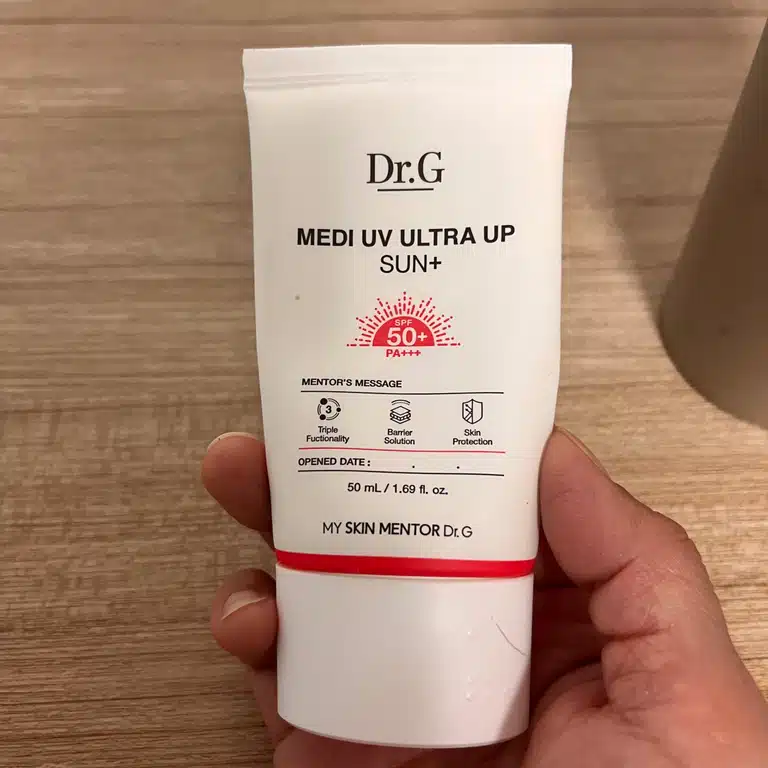 Dr.G
MEDI UV ULTRA UP
SUN+
SPF
50+
PA+++
MENTOR'S MESSAGE
3
Triple Barrier Skin
Fuctionality Solution Protection
OPENED DATE : . .
50 mL / 1.69 fl. oz.
MY SKIN MENTOR Dr.G